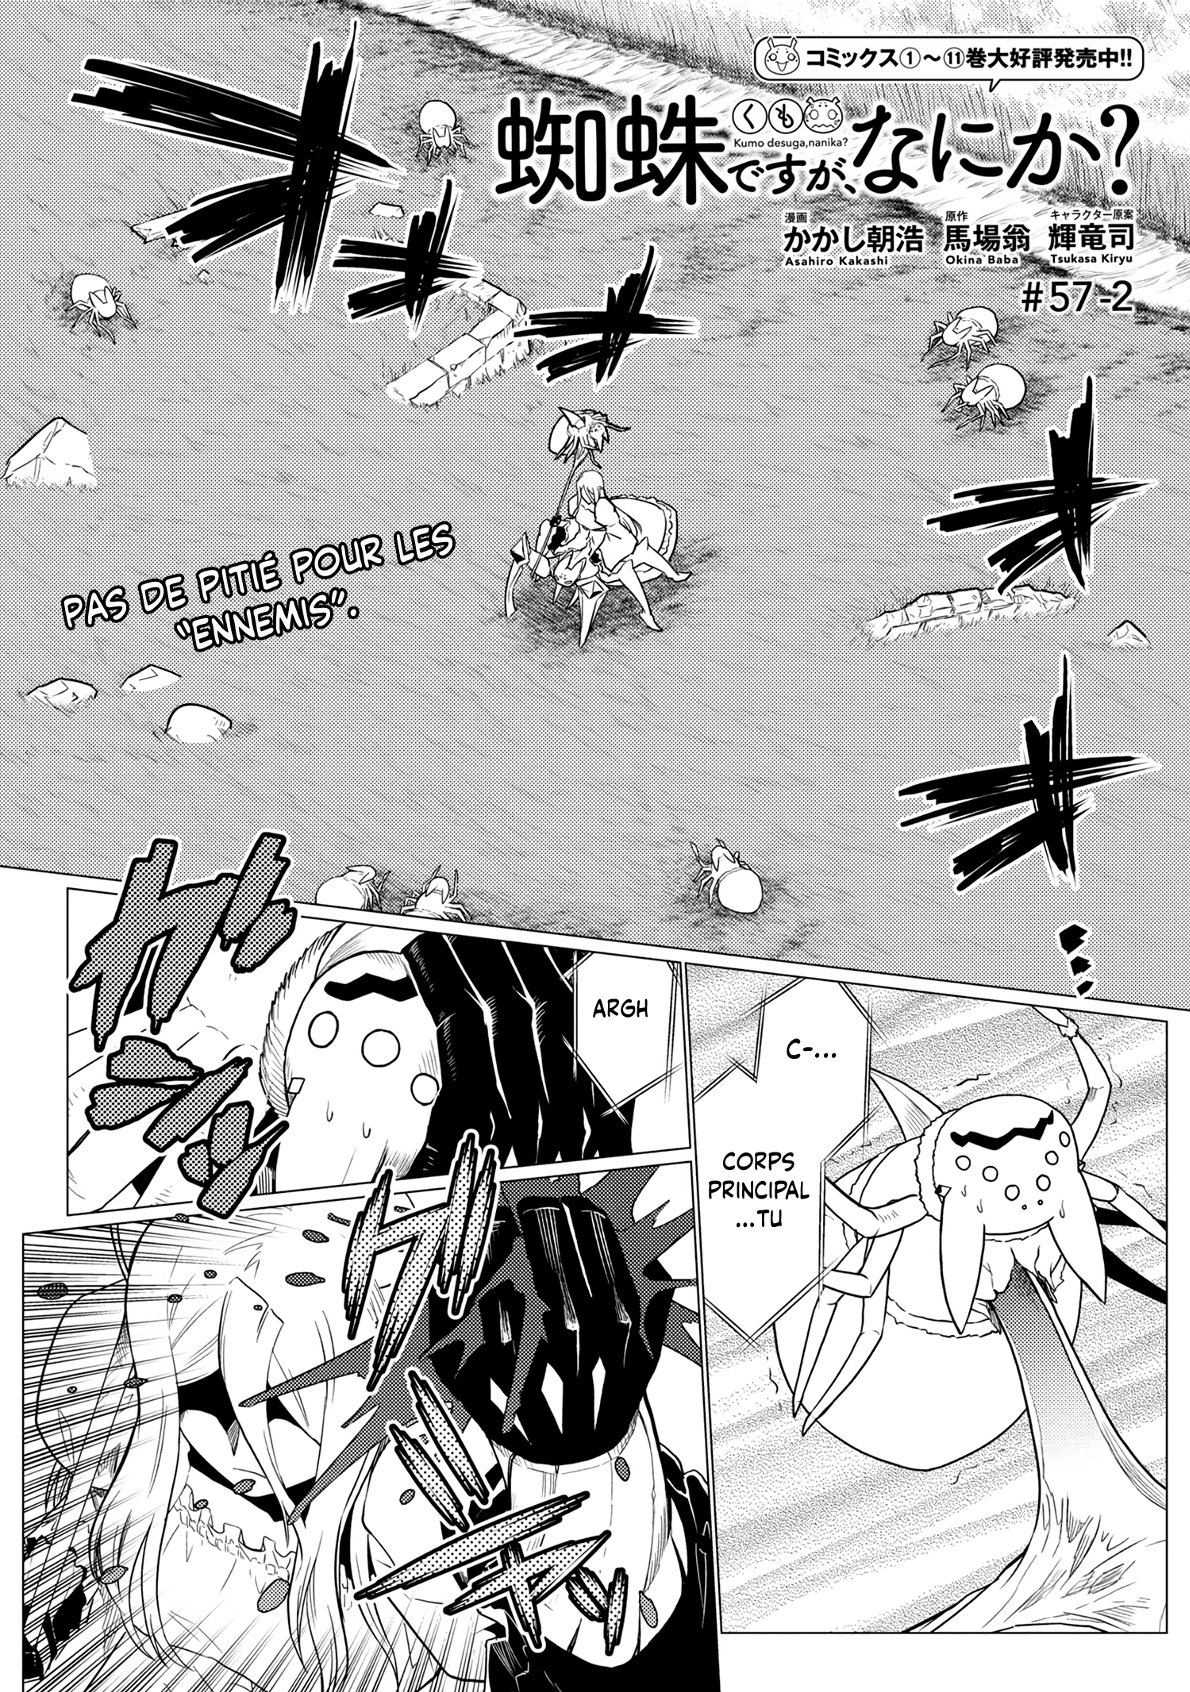 コミックス①〜⑪巻大好評発売中!!
蜘蛛ですが、なにか?
くも
Kumo desuga,nanika?
漫画
かかし朝浩
Asahiro Kakashi
原作
馬場翁
Okina Baba
キャラクター原案
輝竜司
Tsukasa Kiryu
#57-2
PAS DE PITIÉ POUR LES
"ENNEMIS".
C-...
ARGH
CORPS
PRINCIPAL
...TU